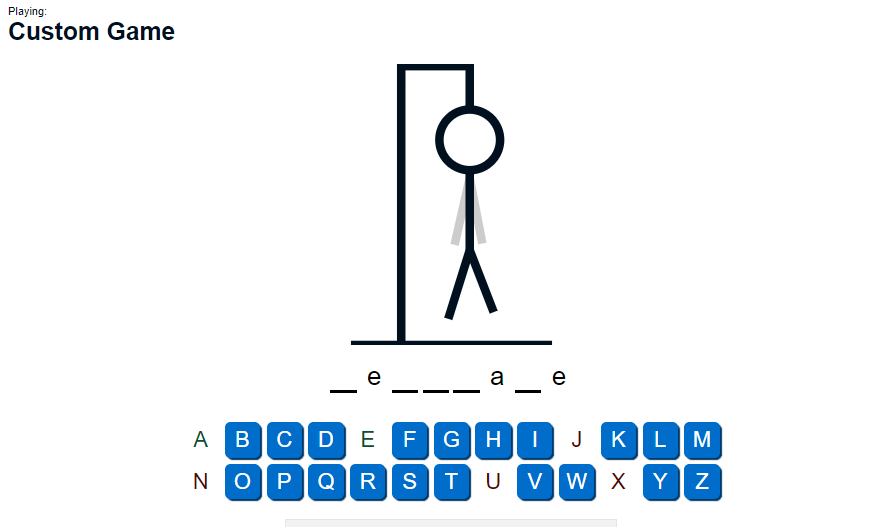 Playing:
Custom Game
_ e _ _ _ a _ e
A B C D E F G H I J K L M
N O P Q R S T U V W X Y Z